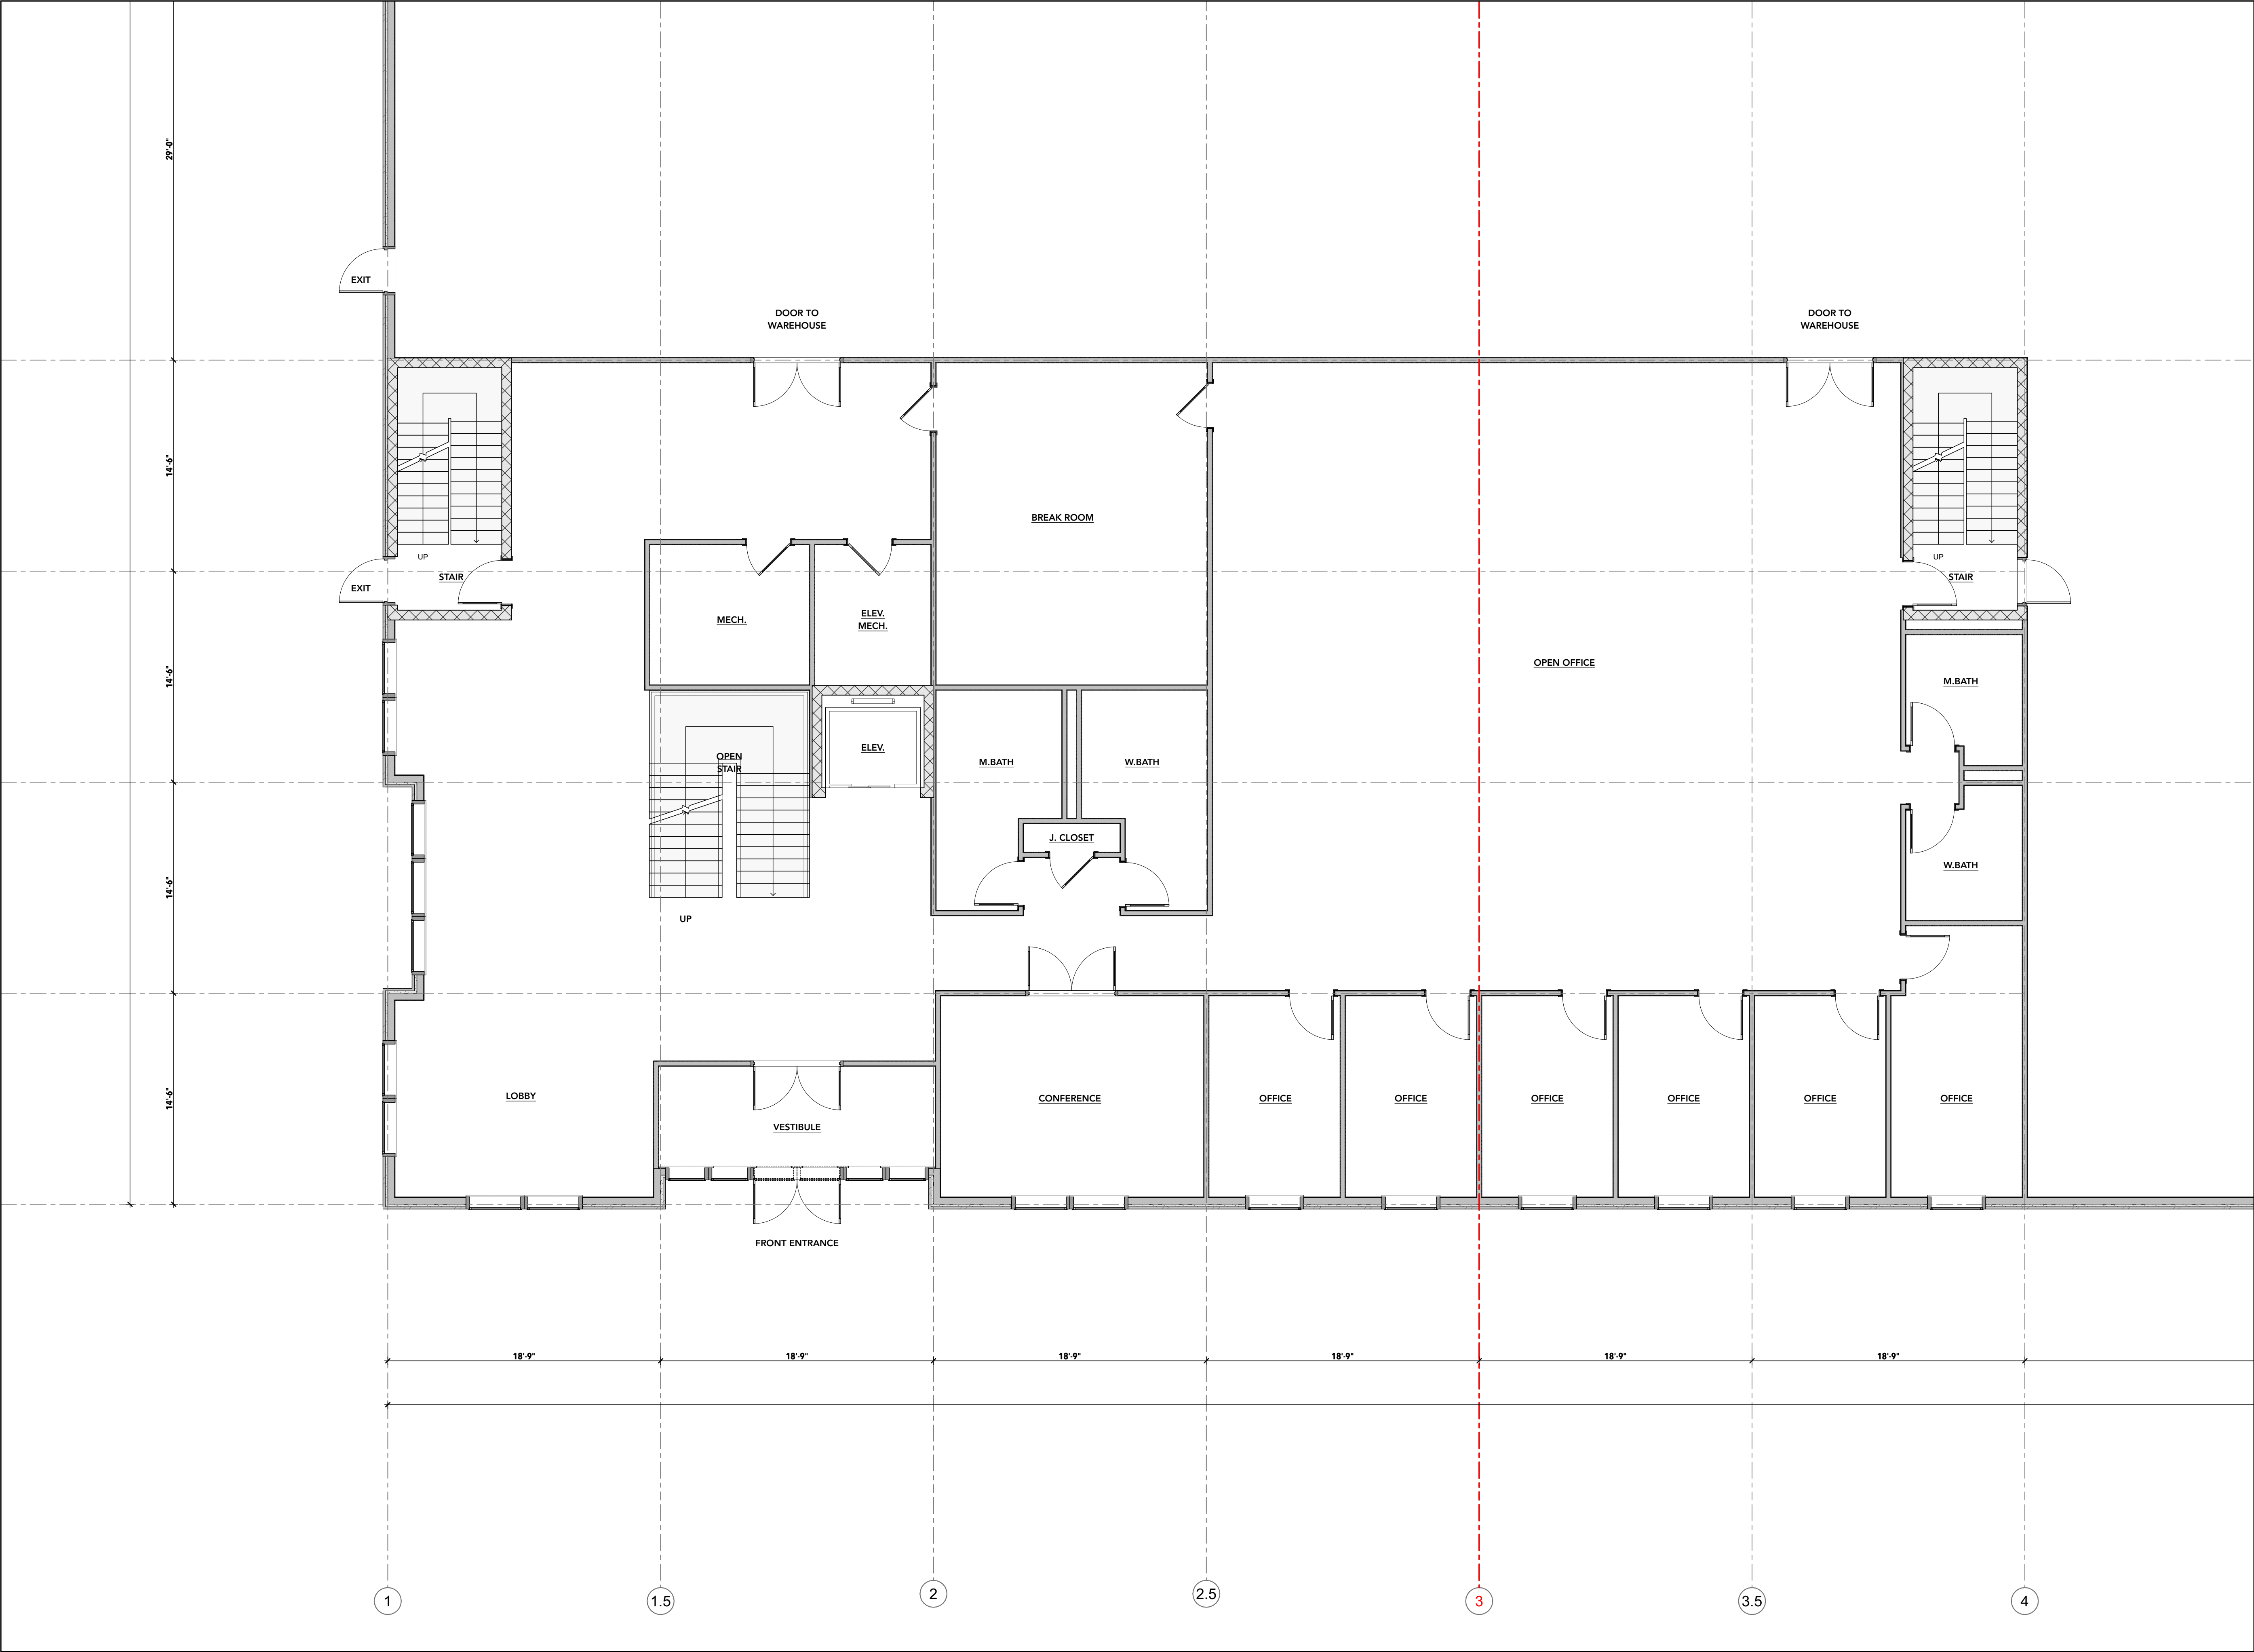 29'-0"
EXIT
DOOR TO
WAREHOUSE
DOOR TO
WAREHOUSE
14'-6"
BREAK ROOM
UP
UP
STAIR
STAIR
EXIT
MECH.
ELEV.
MECH.
OPEN OFFICE
14'-6"
M.BATH
ELEV.
OPEN
STAIR
M.BATH
W.BATH
J. CLOSET
W.BATH
14'-6"
UP
LOBBY
14'-6"
CONFERENCE
OFFICE
OFFICE
OFFICE
OFFICE
OFFICE
OFFICE
VESTIBULE
FRONT ENTRANCE
18'-9"
18'-9"
18'-9"
18'-9"
18'-9"
18'-9"
1
1.5
2
2.5
3
3.5
4